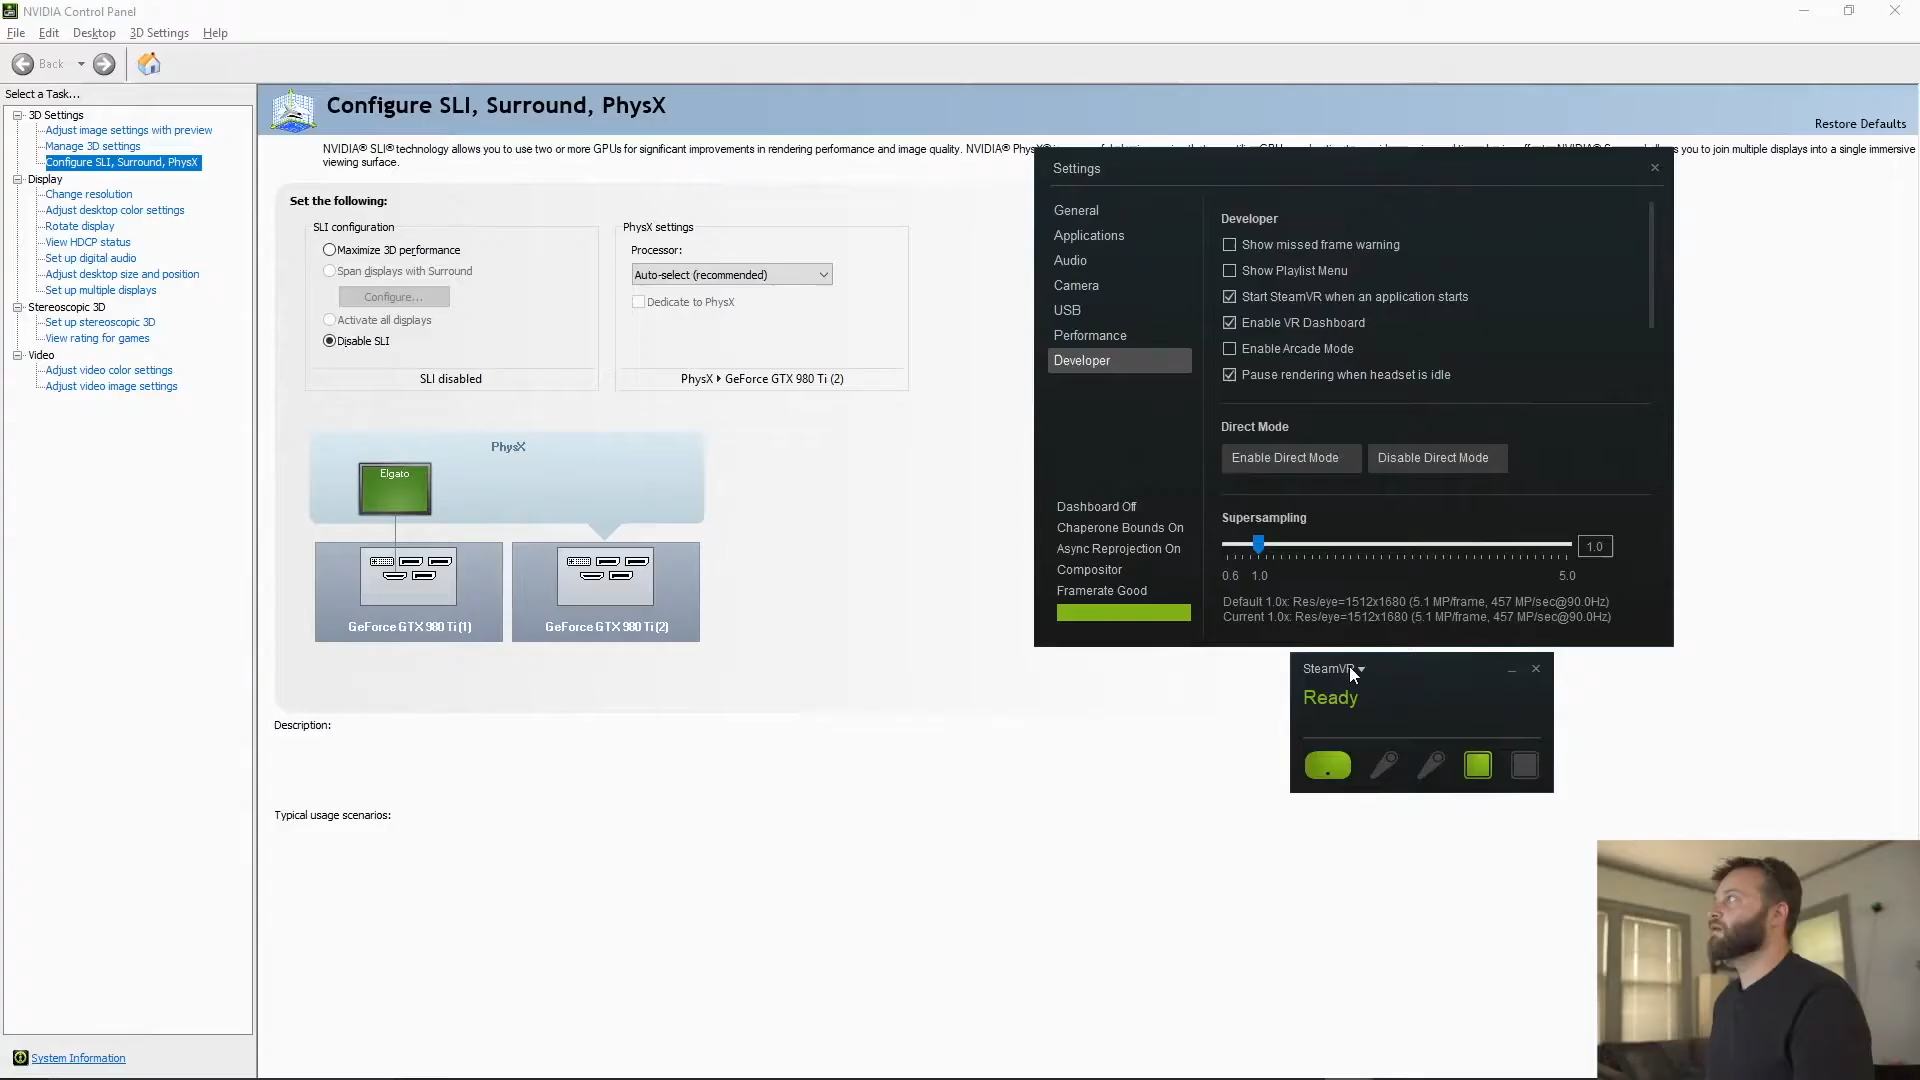 NVIDIA Control Panel
File Edit Desktop 3D Settings Help
Back
Select a Task...
3D Settings
Adjust image settings with preview
Manage 3D settings
Configure SLI, Surround, PhysX
Display
Change resolution
Adjust desktop color settings
Rotate display
View HDCP status
Set up digital audio
Adjust desktop size and position
Set up multiple displays
Stereoscopic 3D
Set up stereoscopic 3D
View rating for games
Video
Adjust video color settings
Adjust video image settings
System Information
Configure SLI, Surround, PhysX
Restore Defaults
NVIDIA® SLI® technology allows you to use two or more GPUs for significant improvements in rendering performance and image quality. NVIDIA® PhysX®
s you to join multiple displays into a single immersive
viewing surface.
Set the following:
SLI configuration
Maximize 3D performance
Span displays with Surround
Configure...
Activate all displays
Disable SLI
SLI disabled
PhysX settings
Processor:
Auto-select (recommended)
Dedicate to PhysX
PhysX GeForce GTX 980 Ti (2)
PhysX
Elgato
GeForce GTX 980 Ti (1)
GeForce GTX 980 Ti (2)
Description:
Typical usage scenarios:
Settings
General
Applications
Audio
Camera
USB
Performance
Developer
Dashboard Off
Chaperone Bounds On
Async Reprojection On
Compositor
Framerate Good
Developer
Show missed frame warning
Show Playlist Menu
Start SteamVR when an application starts
Enable VR Dashboard
Enable Arcade Mode
Pause rendering when headset is idle
Direct Mode
Enable Direct Mode Disable Direct Mode
Supersampling
1.0
0.6 1.0 5.0
Default 1.0x: Res/eye=1512x1680 (5.1 MP/frame, 457 MP/sec@90.0Hz)
Current 1.0x: Res/eye=1512x1680 (5.1 MP/frame, 457 MP/sec@90.0Hz)
SteamVR
Ready